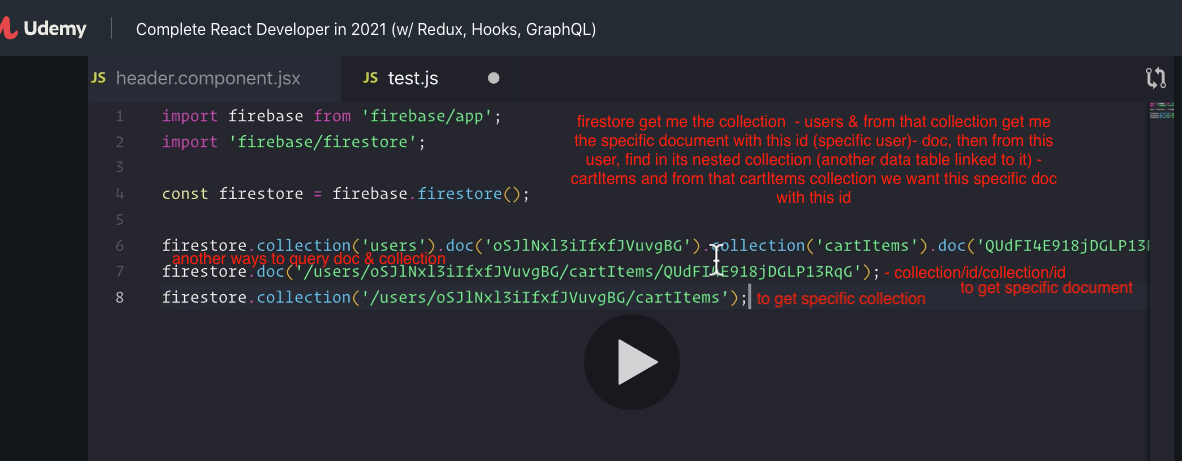 Udemy
Complete React Developer in 2021 (w/ Redux, Hooks, GraphQL)
JS header.component.jsx
JS test.js
1 import firebase from 'firebase/app';
2 import 'firebase/firestore';
3
4 const firestore = firebase.firestore();
5
firestore get me the collection - users & from that collection get me
the specific document with this id (specific user)- doc, then from this
user, find in its nested collection (another data table linked to it) -
cartItems and from that cartItems collection we want this specific doc
with this id
6 firestore.collection('users').doc('oSJlNxl3iIfxfJVuvgBG').collection('cartItems').doc('QUdFI4E918jDGLP13
another ways to query doc & collection
7 firestore.doc('/users/oSJlNxl3iIfxfJVuvgBG/cartItems/QUdFI4E918jDGLP13RqG'); - collection/id/collection/id
to get specific document
8 firestore.collection('/users/oSJlNxl3iIfxfJVuvgBG/cartItems'); to get specific collection